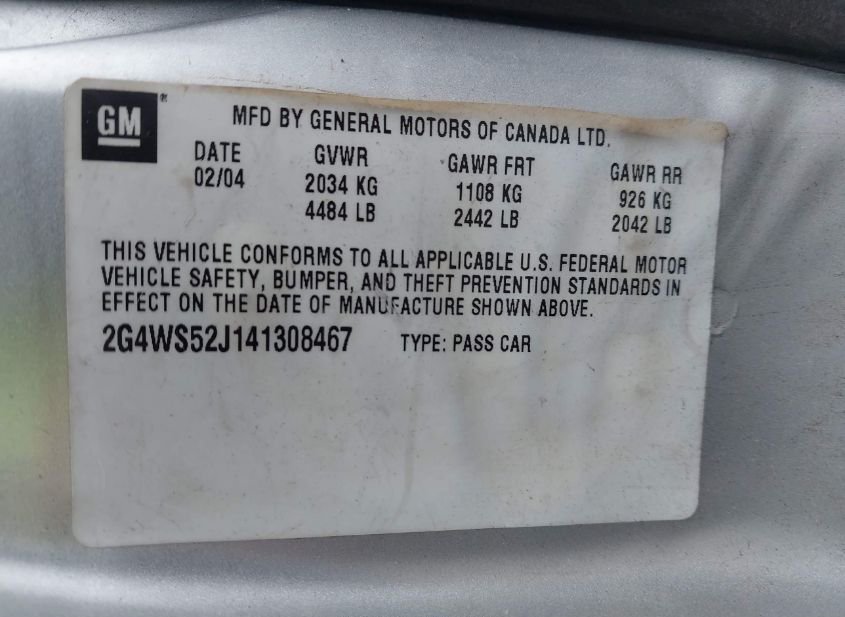 GM ®
MFD BY GENERAL MOTORS OF CANADA LTD.
DATE GVWR GAWR FRT GAWR RR
02/04 2034 KG 1108 KG 926 KG
4484 LB 2442 LB 2042 LB
THIS VEHICLE CONFORMS TO ALL APPLICABLE U.S. FEDERAL MOTOR
VEHICLE SAFETY, BUMPER, AND THEFT PREVENTION STANDARDS IN
EFFECT ON THE DATE OF MANUFACTURE SHOWN ABOVE.
2G4WS52J141308467 TYPE: PASS CAR